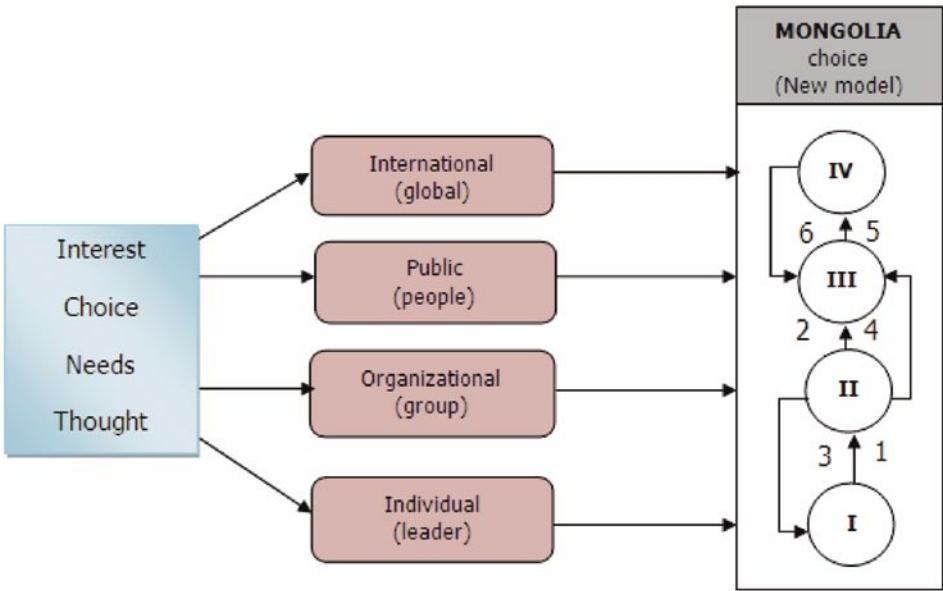 MONGOLIA
choice
(New model)
Interest
Choice
Needs
Thought
International
(global)
Public
(people)
Organizational
(group)
Individual
(leader)
IV
6 5
III
2 4
II
3 1
I